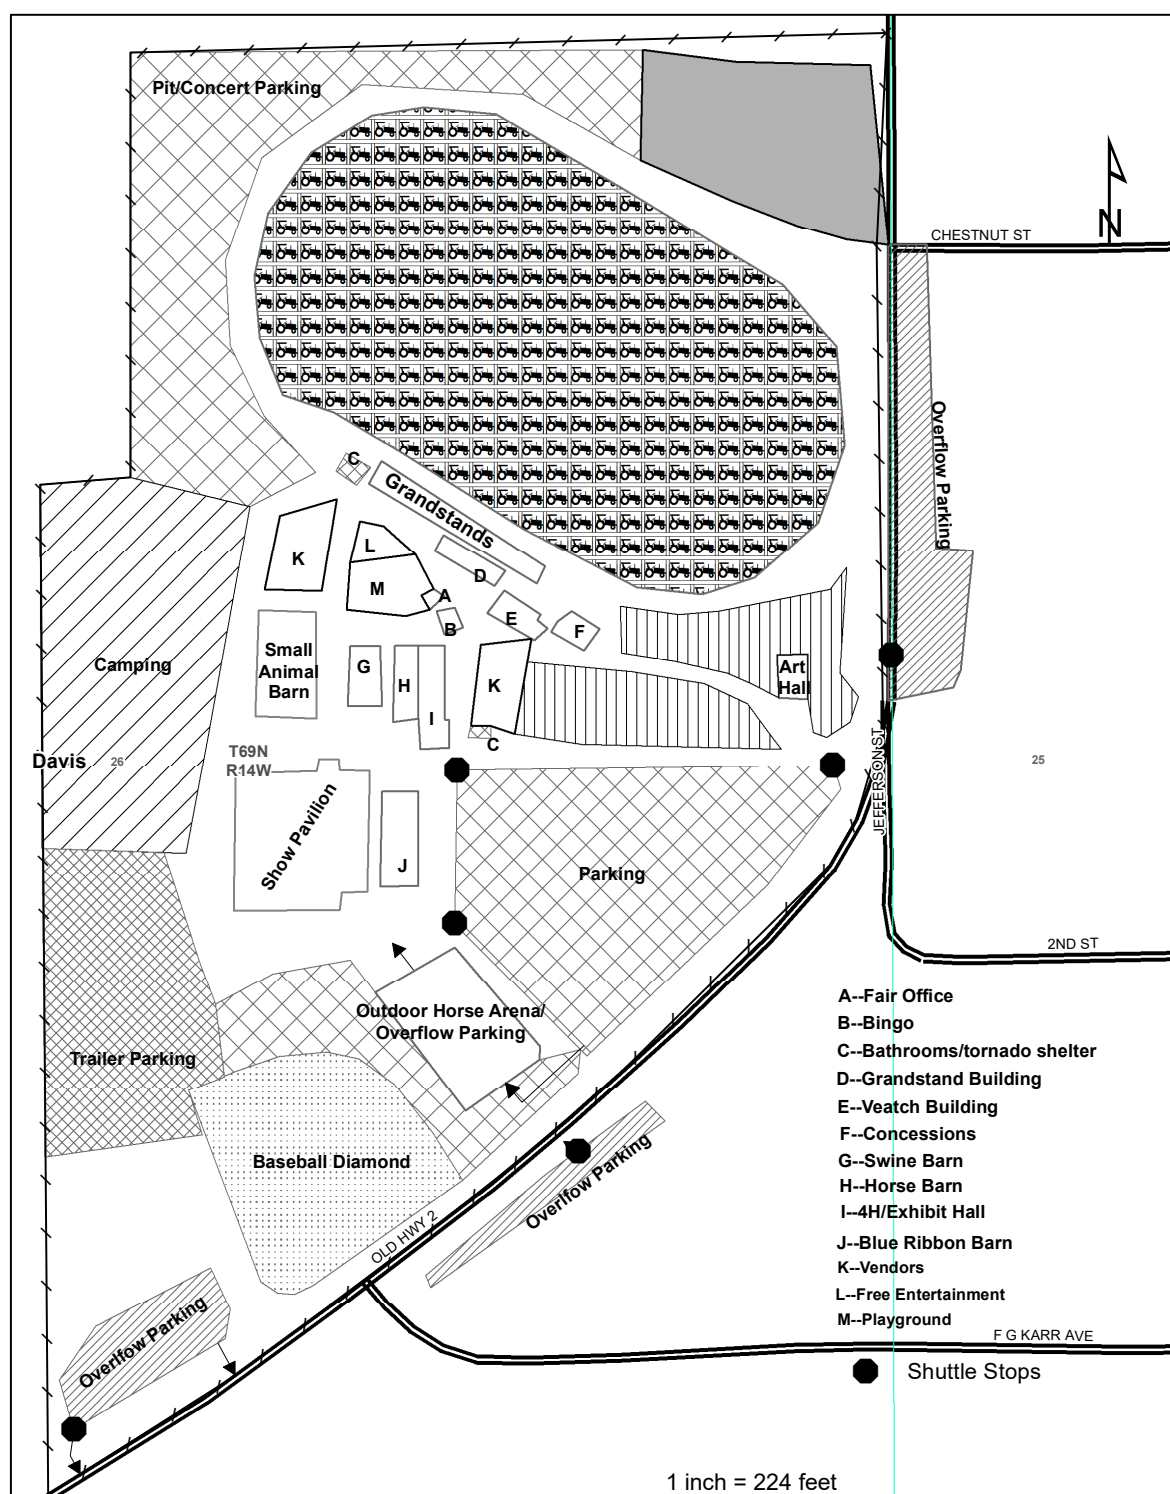 Pit/Concert Parking
N
CHESTNUT ST
Overflow Parking
C
Grandstands
K
L
M
D
A
B
E
F
Camping
Small
Animal
Barn
G
H
I
K
C
Art
Hall
Davis
26
T69N
R14W
JEFFERSON ST
25
Show Pavilion
J
Parking
2ND ST
Outdoor Horse Arena/
Overflow Parking
Trailer Parking
Baseball Diamond
Overlfow Parking
OLD HWY 2
Overlfow Parking
A--Fair Office
B--Bingo
C--Bathrooms/tornado shelter
D--Grandstand Building
E--Veatch Building
F--Concessions
G--Swine Barn
H--Horse Barn
I--4H/Exhibit Hall
J--Blue Ribbon Barn
K--Vendors
L--Free Entertainment
M--Playground
F G KARR AVE
Shuttle Stops
1 inch = 224 feet